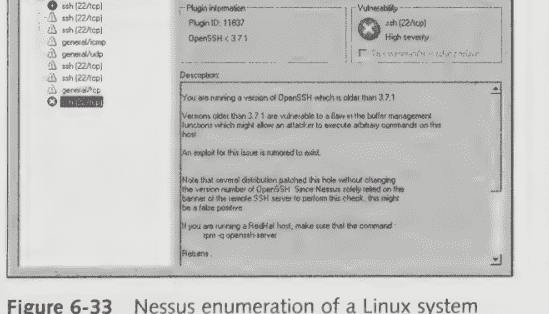 ssh (22/tcp)
ssh (22/tcp)
ssh (22/tcp)
general/icmp
general/udp
ssh (22/tcp)
general/tcp
ssh (22/tcp)
Plugin information
Plugin ID: 11837
OpenSSH < 3.7.1
Vulnerability
ssh (22/tcp)
High severity
Description:
You are running a version of OpenSSH which is older than 3.7.1
Versions older than 3.7.1 are vulnerable to a flaw in the buffer management
functions which might allow an attacker to execute arbitrary commands on this
host.
An exploit for this issue is rumored to exist.
Note that several distribution patched this hole without changing
the version number of OpenSSH. Since Nessus solely relied on the
banner of the remote SSH server to perform this check, this might
be a false positive.
If you are running a RedHat host, make sure that the command :
rpm -q openssh-server
Returns :
Figure 6-33 Nessus enumeration of a Linux system